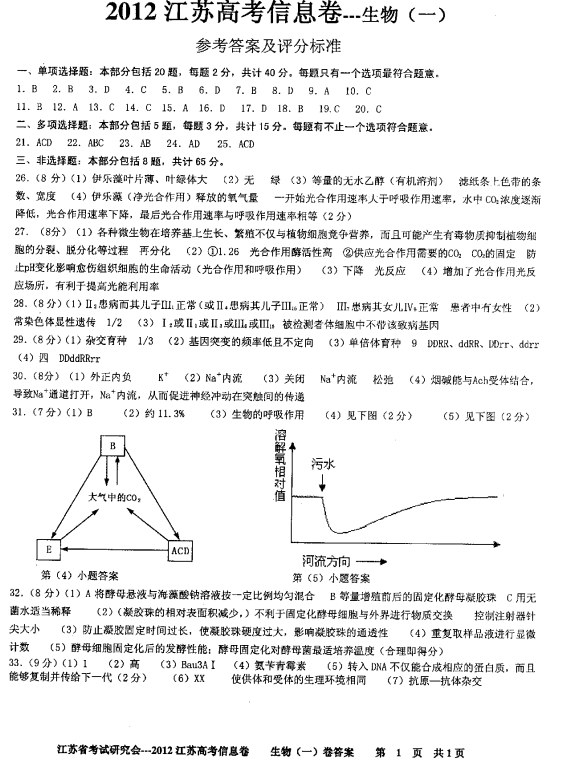 2012 江苏高考信息卷---生物（一）
参考答案及评分标准
一、单项选择题：本部分包括 20 题，每题 2 分，共计 40 分。每题只有一个选项最符合题意。
1. B 2. B 3. D 4. C 5. B 6. D 7. B 8. D 9. A 10. C
11. B 12. A 13. C 14. C 15. A 16. D 17. D 18. B 19.C 20. C
二、多项选择题：本部分包括 5 题，每题 3 分，共计 15 分。每题有不止一个选项符合题意。
21. ACD 22. ABC 23. AB 24. AD 25. ACD
三、非选择题：本部分包括 8 题，共计 65 分。
26.（8 分）（1）伊乐藻叶片薄、叶绿体大 （2）无 绿 （3）等量的无水乙醇（有机溶剂） 滤纸条上色带的条
数、宽度 （4）伊乐藻（净光合作用）释放的氧气量 一开始光合作用速率大于呼吸作用速率，水中 CO₂ 浓度逐渐
降低，光合作用速率下降，最后光合作用速率与呼吸作用速率相等（2 分）
27. （8分）（1）各种微生物在培养基上生长、繁殖不仅与植物细胞竞争营养，而且可能产生有毒物质抑制植物细
胞的分裂、脱分化等过程 再分化 （2）①1.26 光合作用酶活性高 ②供应光合作用需要的CO₂ CO₂的固定 防
止pH变化影响愈伤组织细胞的生命活动（光合作用和呼吸作用） （3）下降 光反应 （4）增加了光合作用光反
应场所，有利于提高光能利用率
28.（8 分）（1）患病而其儿子正常（或患病其儿子正常） 患病其女儿正常 患者中有女性 （2）
常染色体显性遗传 1/2 （3） 被检测者体细胞中不带该致病基因
29.（8 分）（1）杂交育种 1/3 （2）基因突变的频率低且不定向 （3）单倍体育种 9 DDRR、ddRR、DDrr、ddrr
（4）四 DDddRRrr
30.（8分）（1）外正内负 K⁺ （2）Na⁺内流 （3）关闭 Na⁺内流 松弛 （4）烟碱能与Ach受体结合，
导致Na⁺通道打开，Na⁺内流，从而促进神经冲动在突触间的传递
31.（7 分）（1）B （2）约 11.3% （3）生物的呼吸作用 （4）见下图（2 分） （5）见下图（2 分）
B
大气中的CO₂
E
ACD
第（4）小题答案
溶解氧相对值
污水
河流方向
第（5）小题答案
32.（8 分）（1）A 将酵母悬液与海藻酸钠溶液按一定比例均匀混合 B 等量增殖前后的固定化酵母凝胶珠 C 用无
菌水适当稀释 （2）（凝胶珠的相对表面积减少，）不利于固定化酵母细胞与外界进行物质交换 控制注射器针
尖大小 （3）防止凝胶固定时间过长，使凝胶珠硬度过大，影响凝胶珠的通透性 （4）重复取样品液进行显微
计数 （5）酵母细胞固定化后的发酵性能；酵母固定化对酵母菌最适培养温度（合理即得分）
33.（9 分）（1）1 （2）高 （3）Bau3AⅠ （4）氨苄青霉素 （5）转入 DNA 不仅能合成相应的蛋白质，而且
能够复制并传给下一代（2 分） （6）XX 使供体和受体的生理环境相同 （7）抗原—抗体杂交
江苏省考试研究会---2012 江苏高考信息卷 生物（一）卷答案 第 1 页 共 1 页